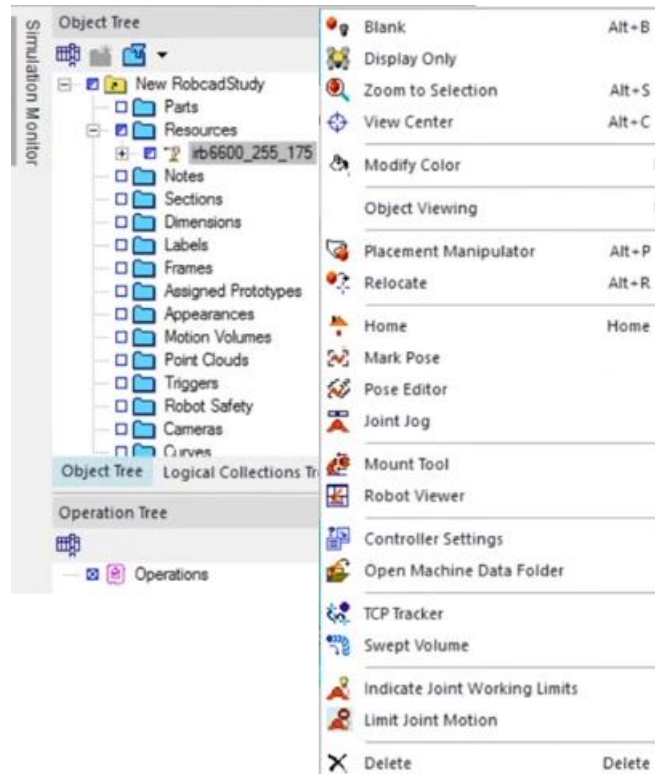 Simulation Monitor
Object Tree
New RobcadStudy
Parts
Resources
irb6600_255_175
Notes
Sections
Dimensions
Labels
Frames
Assigned Prototypes
Appearances
Motion Volumes
Point Clouds
Triggers
Robot Safety
Cameras
Curves
Object Tree Logical Collections Tr
Operation Tree
Operations
Blank Alt+B
Display Only
Zoom to Selection Alt+S
View Center Alt+C
Modify Color
Object Viewing
Placement Manipulator Alt+P
Relocate Alt+R
Home Home
Mark Pose
Pose Editor
Joint Jog
Mount Tool
Robot Viewer
Controller Settings
Open Machine Data Folder
TCP Tracker
Swept Volume
Indicate Joint Working Limits
Limit Joint Motion
Delete Delete